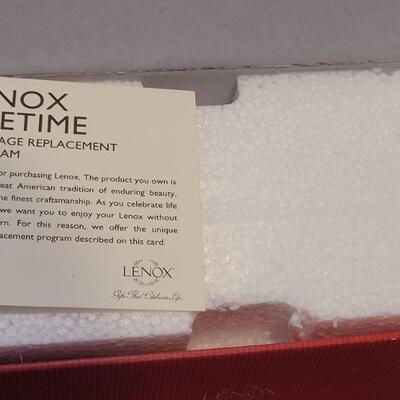 NOX
ETIME
AGE REPLACEMENT
AM
or purchasing Lenox. The product you own is
eat American tradition of enduring beauty,
ne finest craftsmanship. As you celebrate life
we want you to enjoy your Lenox without
rn. For this reason, we offer the unique
acement program described on this card.
LENOX
Gifts That Celebrate Life
LENOX